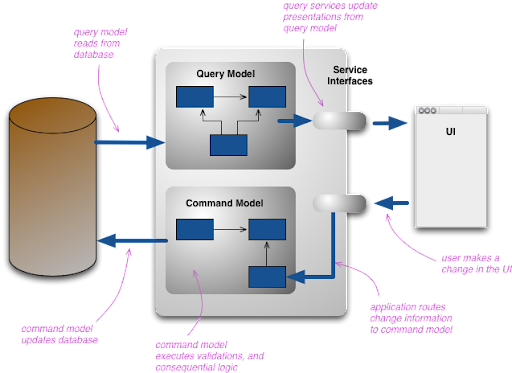 query model
reads from
database
query services update
presentations from
query model
Query Model
Service
Interfaces
UI
Command Model
user makes a
change in the UI
application routes
change information
to command model
command model
updates database
command model
executes validations, and
consequential logic